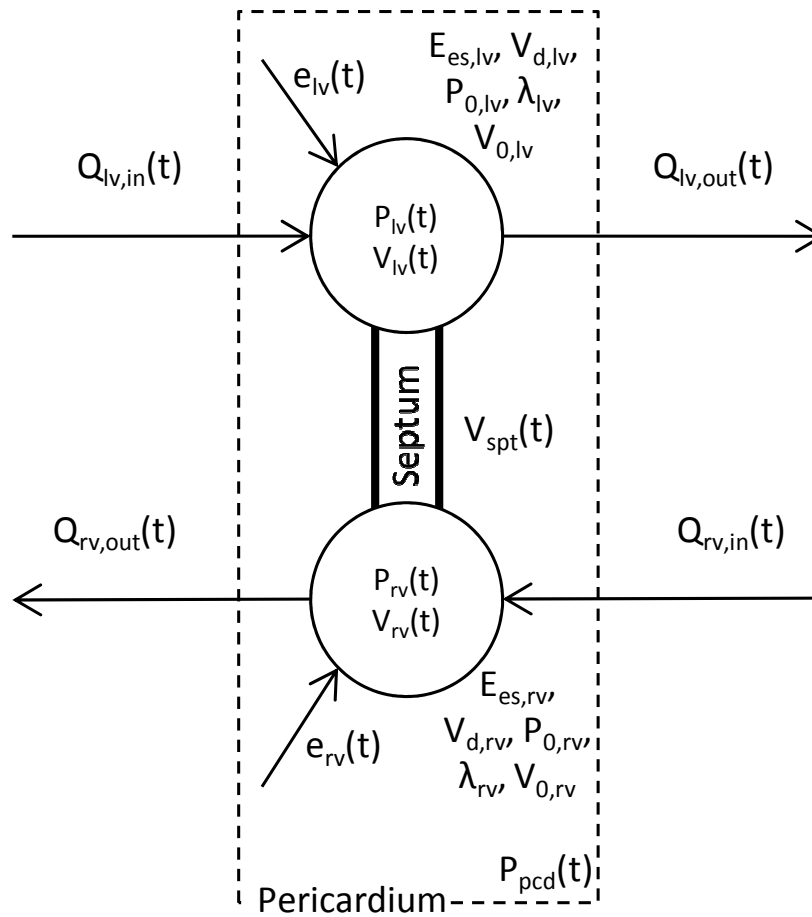 E_es,lv, V_d,lv,
P_0,lv, λ_lv,
V_0,lv
e_lv(t)
Q_lv,in(t)
Q_lv,out(t)
P_lv(t)
V_lv(t)
Septum
V_spt(t)
Q_rv,out(t)
Q_rv,in(t)
P_rv(t)
V_rv(t)
E_es,rv,
V_d,rv, P_0,rv,
λ_rv, V_0,rv
e_rv(t)
P_pcd(t)
Pericardium